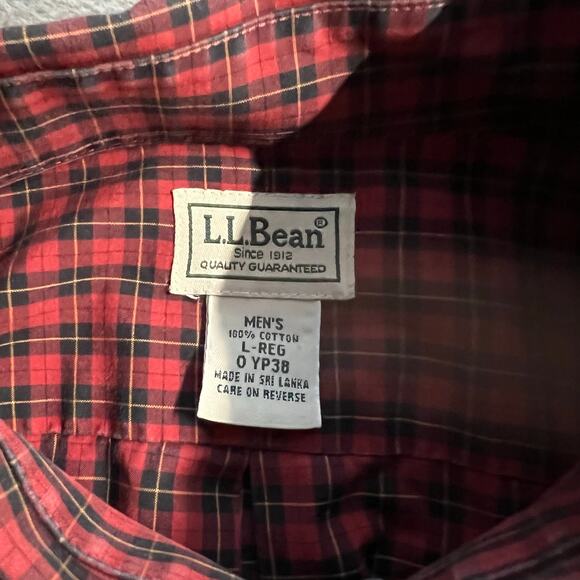 L.L.Bean®
Since 1912
QUALITY GUARANTEED
MEN'S
100% COTTON
L-REG
0 YP38
MADE IN SRI LANKA
CARE ON REVERSE